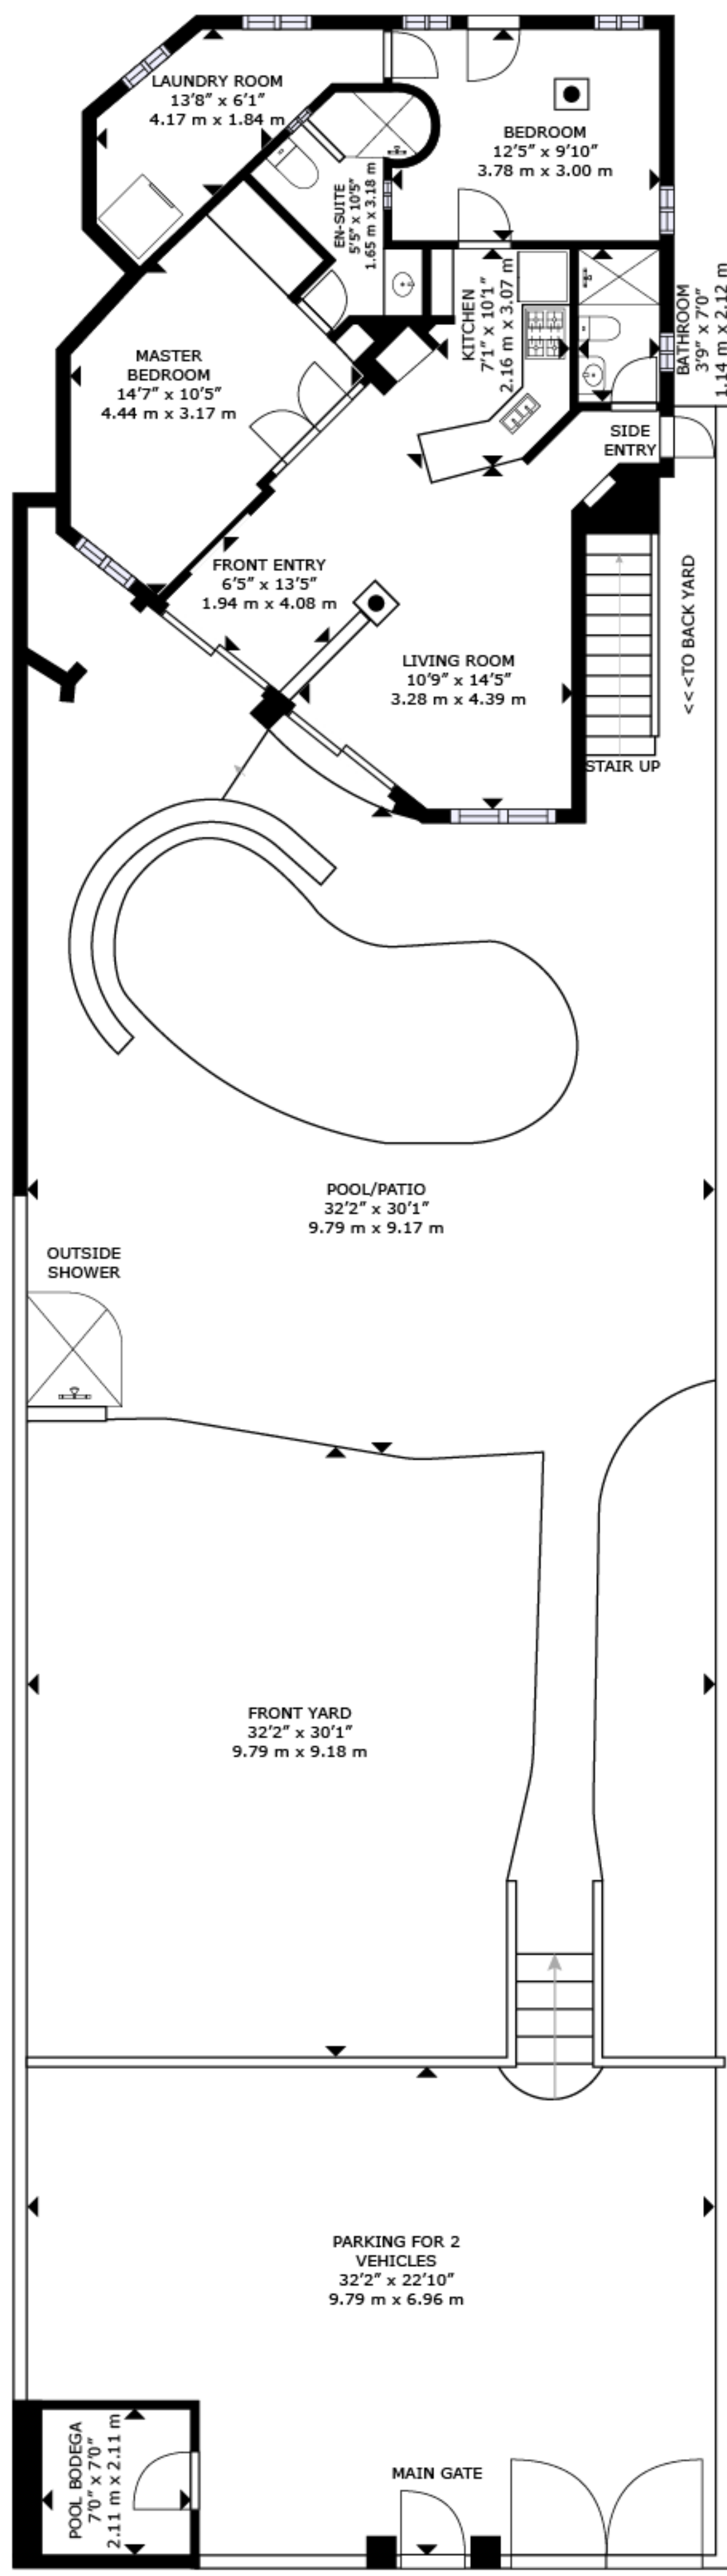 LAUNDRY ROOM
13'8" x 6'1"
4.17 m x 1.84 m
BEDROOM
12'5" x 9'10"
3.78 m x 3.00 m
EN-SUITE
5'5" x 10'5"
1.65 m x 3.18 m
KITCHEN
7'1" x 10'1"
2.16 m x 3.07 m
BATHROOM
3'9" x 7'0"
1.14 m x 2.12 m
MASTER
BEDROOM
14'7" x 10'5"
4.44 m x 3.17 m
SIDE
ENTRY
FRONT ENTRY
6'5" x 13'5"
1.94 m x 4.08 m
LIVING ROOM
10'9" x 14'5"
3.28 m x 4.39 m
<<<TO BACK YARD
STAIR UP
POOL/PATIO
32'2" x 30'1"
9.79 m x 9.17 m
OUTSIDE
SHOWER
FRONT YARD
32'2" x 30'1"
9.79 m x 9.18 m
PARKING FOR 2
VEHICLES
32'2" x 22'10"
9.79 m x 6.96 m
POOL BODEGA
7'0" x 7'0"
2.11 m x 2.11 m
MAIN GATE